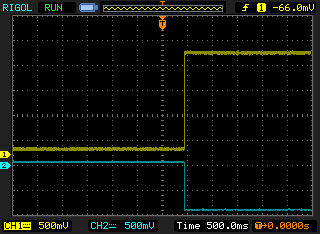 RIGOL RUN T 1 -66.0mV
T
1
2
CH1 500mV CH2 500mV Time 500.0ms T→0.0000s